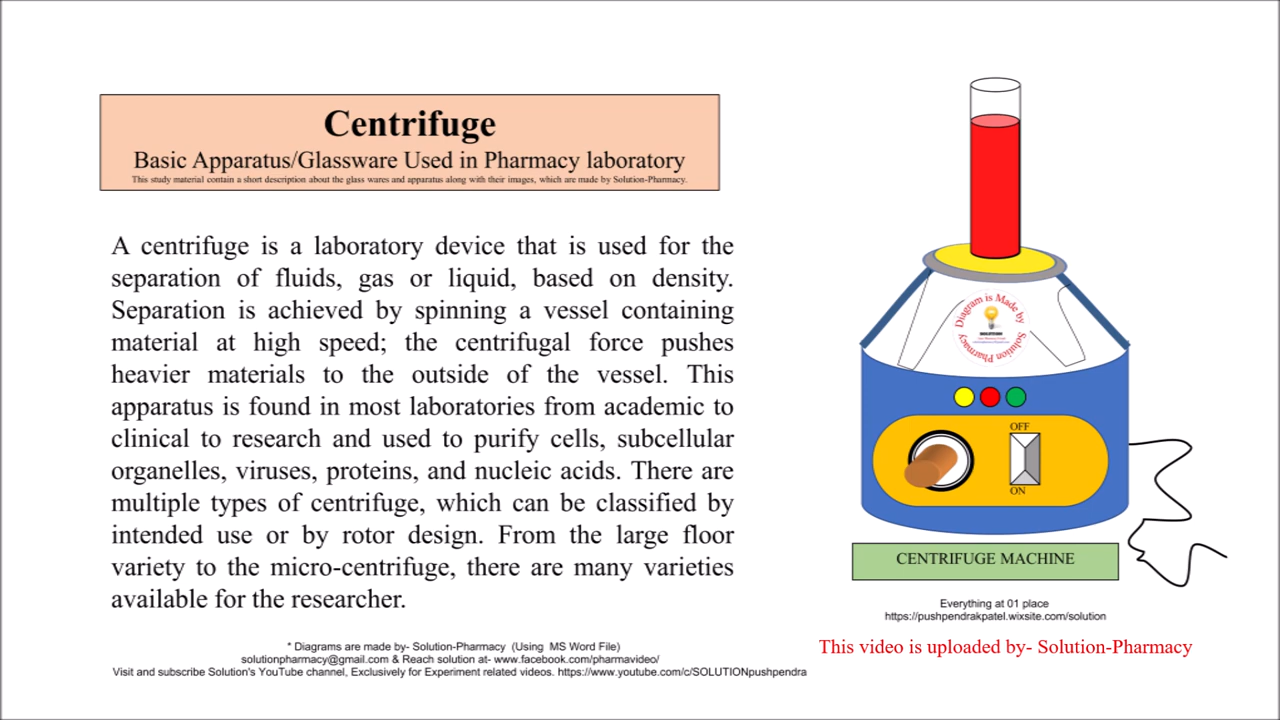 Centrifuge
Basic Apparatus/Glassware Used in Pharmacy laboratory
This study material contain a short description about the glass wares and apparatus along with their images, which are made by Solution-Pharmacy.
A centrifuge is a laboratory device that is used for the
separation of fluids, gas or liquid, based on density.
Separation is achieved by spinning a vessel containing
material at high speed; the centrifugal force pushes
heavier materials to the outside of the vessel. This
apparatus is found in most laboratories from academic to
clinical to research and used to purify cells, subcellular
organelles, viruses, proteins, and nucleic acids. There are
multiple types of centrifuge, which can be classified by
intended use or by rotor design. From the large floor
variety to the micro-centrifuge, there are many varieties
available for the researcher.
* Diagrams are made by- Solution-Pharmacy (Using MS Word File)
solutionpharmacy@gmail.com & Reach solution at- www.facebook.com/pharmavideo/
Visit and subscribe Solution's YouTube channel, Exclusively for Experiment related videos. https://www.youtube.com/c/SOLUTIONpushpendra
Diagram is Made by
Solution Pharmacy
SOLUTION
OFF
ON
CENTRIFUGE MACHINE
Everything at 01 place
https://pushpendrakpatel.wixsite.com/solution
This video is uploaded by- Solution-Pharmacy